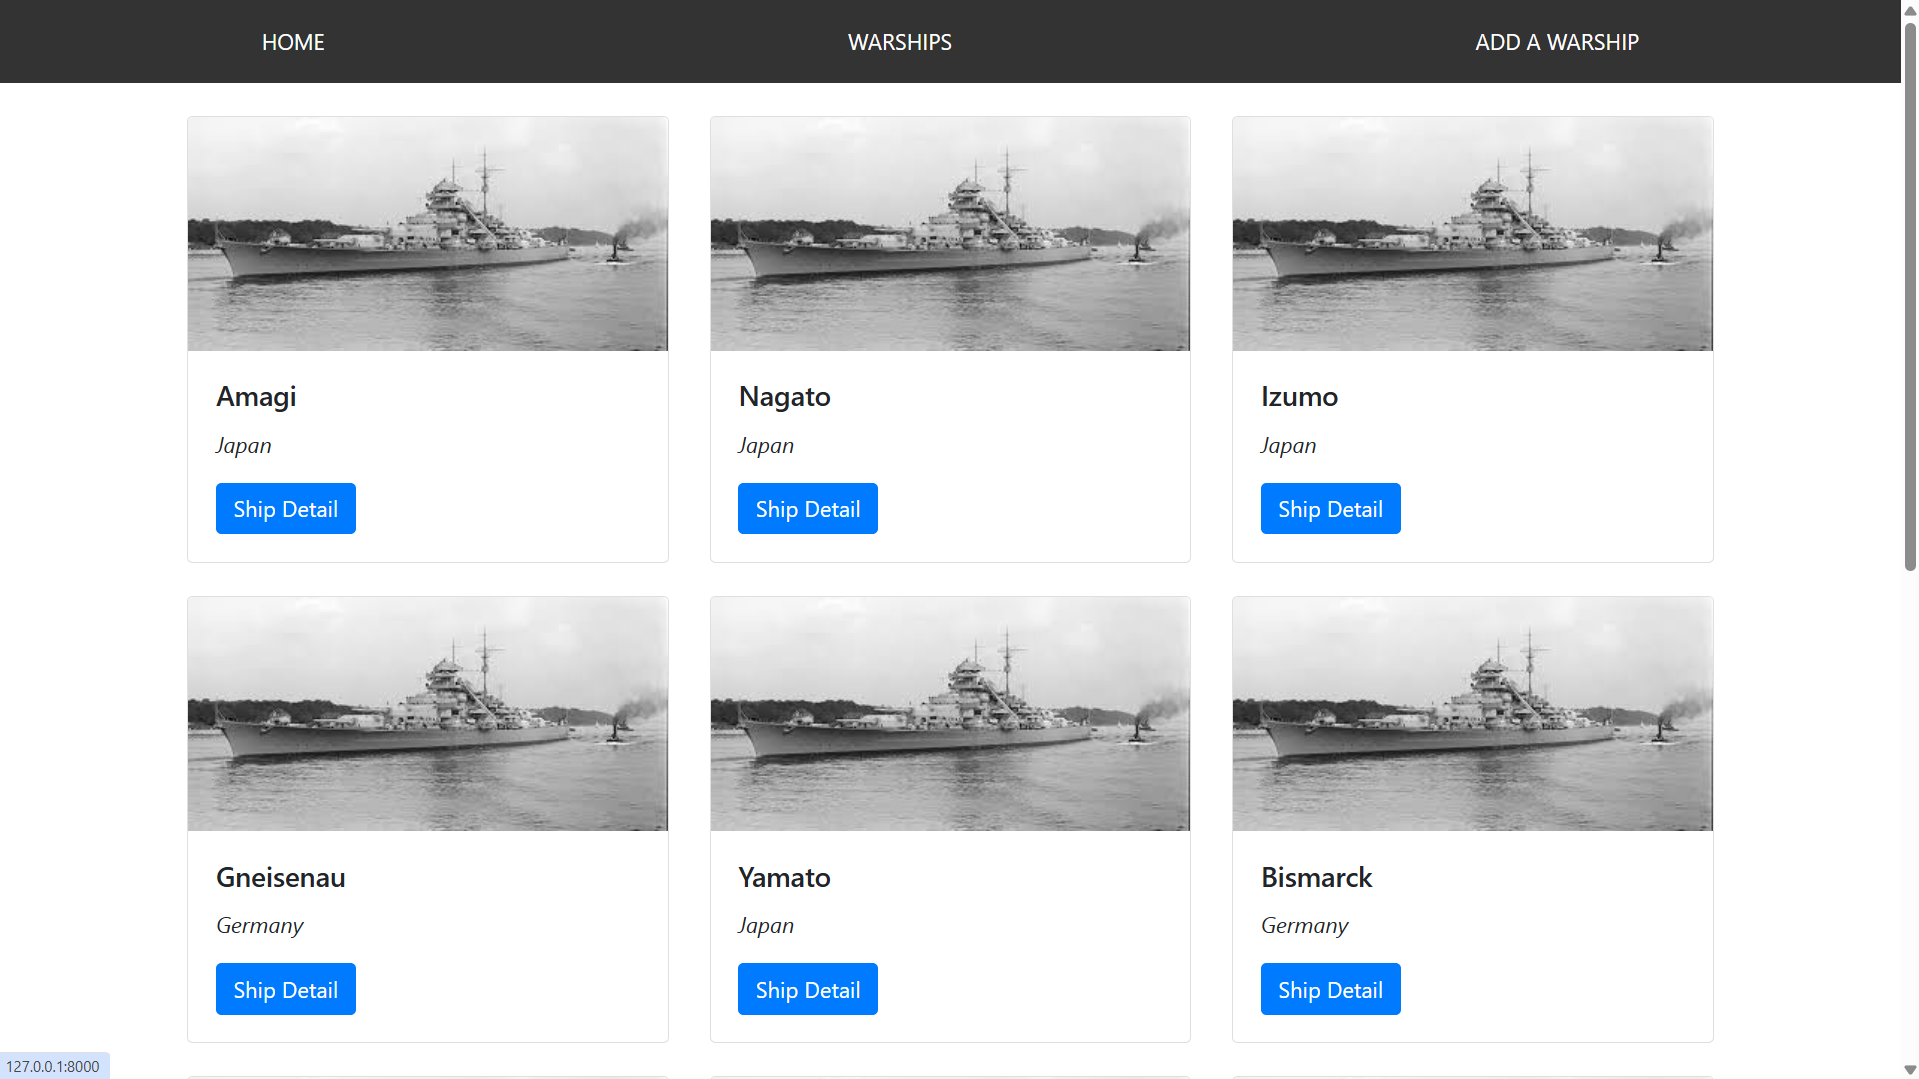 HOME
WARSHIPS
ADD A WARSHIP
Amagi
Japan
Ship Detail
Nagato
Japan
Ship Detail
Izumo
Japan
Ship Detail
Gneisenau
Germany
Ship Detail
Yamato
Japan
Ship Detail
Bismarck
Germany
Ship Detail
127.0.0.1:8000